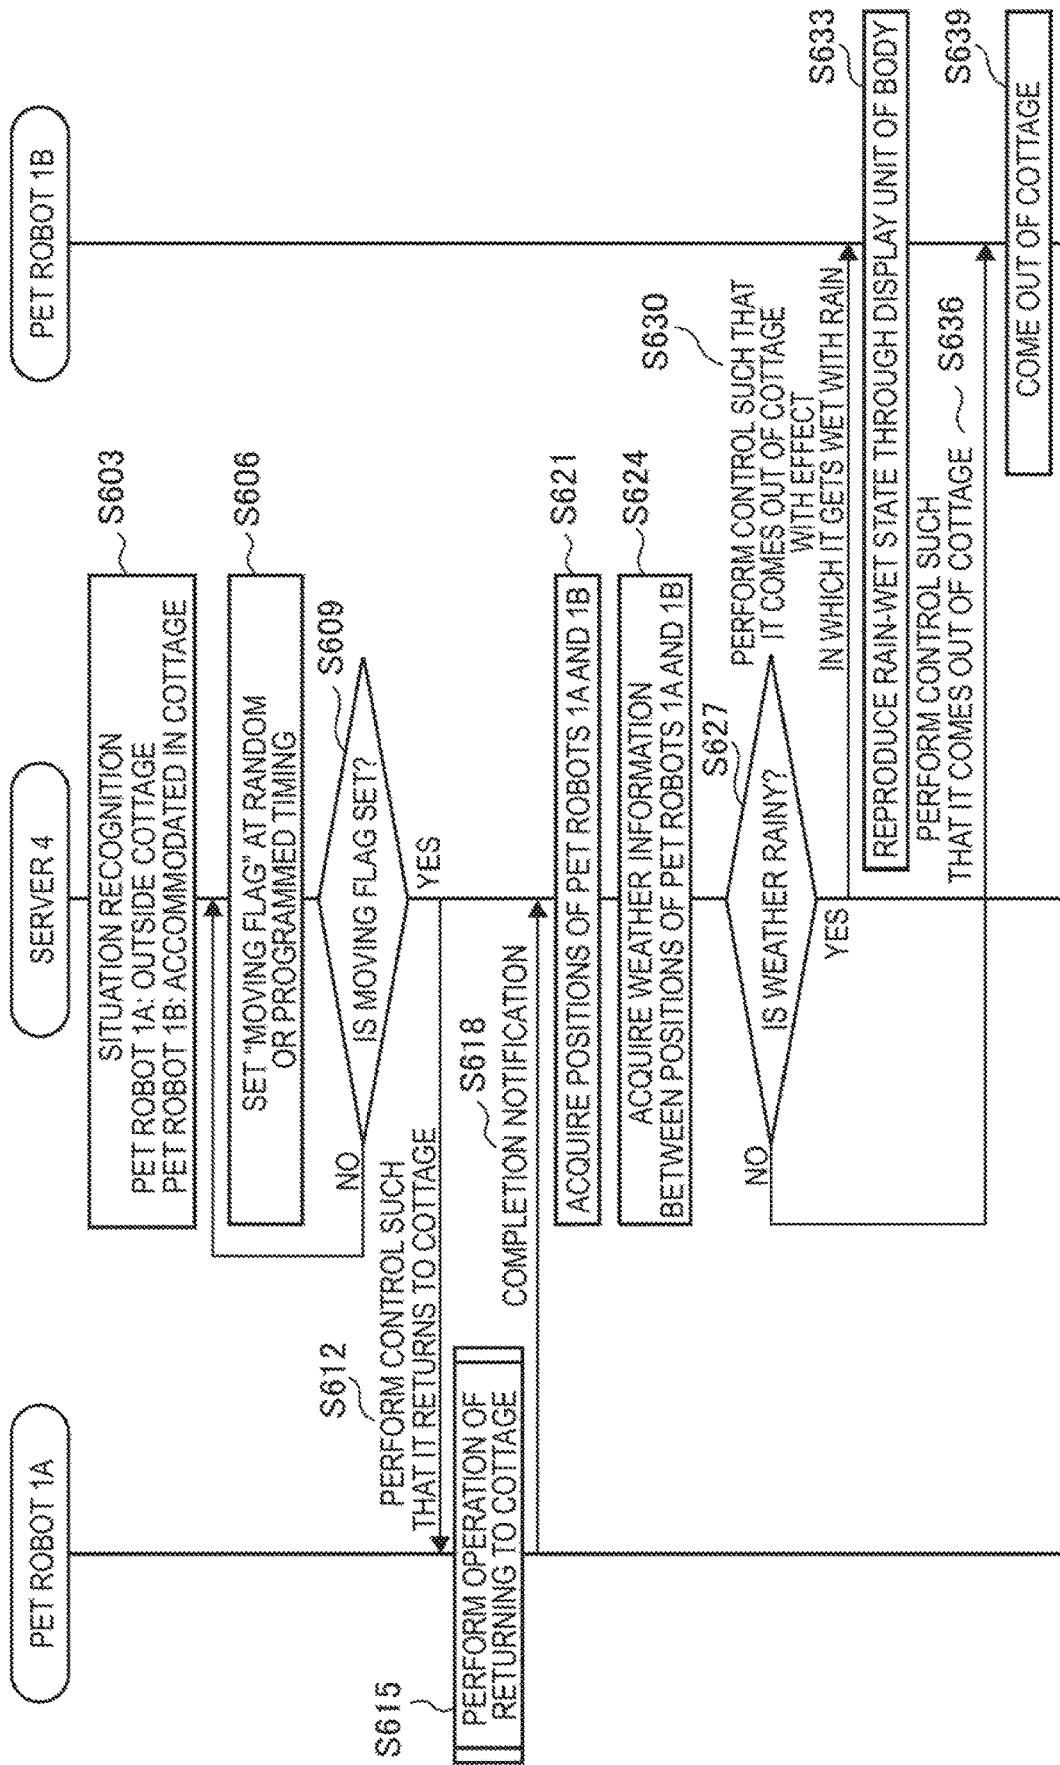 PET ROBOT 1A
SERVER 4
PET ROBOT 1B
SITUATION RECOGNITION
PET ROBOT 1A: OUTSIDE COTTAGE
PET ROBOT 1B: ACCOMMODATED IN COTTAGE
S603
SET "MOVING FLAG" AT RANDOM
OR PROGRAMMED TIMING
S606
IS MOVING FLAG SET?
S609
NO
YES
S612
PERFORM CONTROL SUCH
THAT IT RETURNS TO COTTAGE
S615
PERFORM OPERATION OF
RETURNING TO COTTAGE
S618
COMPLETION NOTIFICATION
ACQUIRE POSITIONS OF PET ROBOTS 1A AND 1B
S621
ACQUIRE WEATHER INFORMATION
BETWEEN POSITIONS OF PET ROBOTS 1A AND 1B
S624
IS WEATHER RAINY?
S627
NO
YES
S630
PERFORM CONTROL SUCH THAT
IT COMES OUT OF COTTAGE
WITH EFFECT
IN WHICH IT GETS WET WITH RAIN
REPRODUCE RAIN-WET STATE THROUGH DISPLAY UNIT OF BODY
S633
PERFORM CONTROL SUCH
THAT IT COMES OUT OF COTTAGE
S636
COME OUT OF COTTAGE
S639